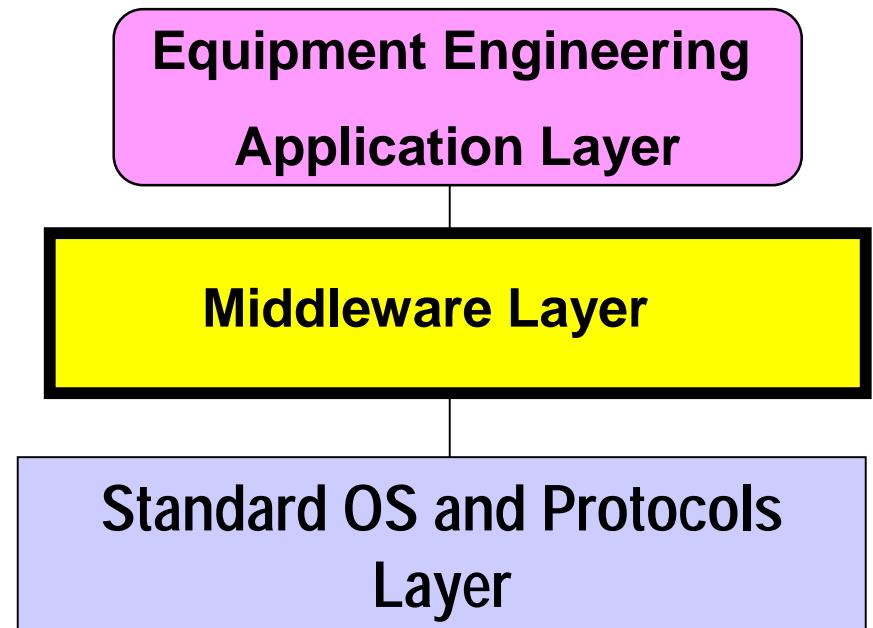 Equipment Engineering
Application Layer
Middleware Layer
Standard OS and Protocols
Layer